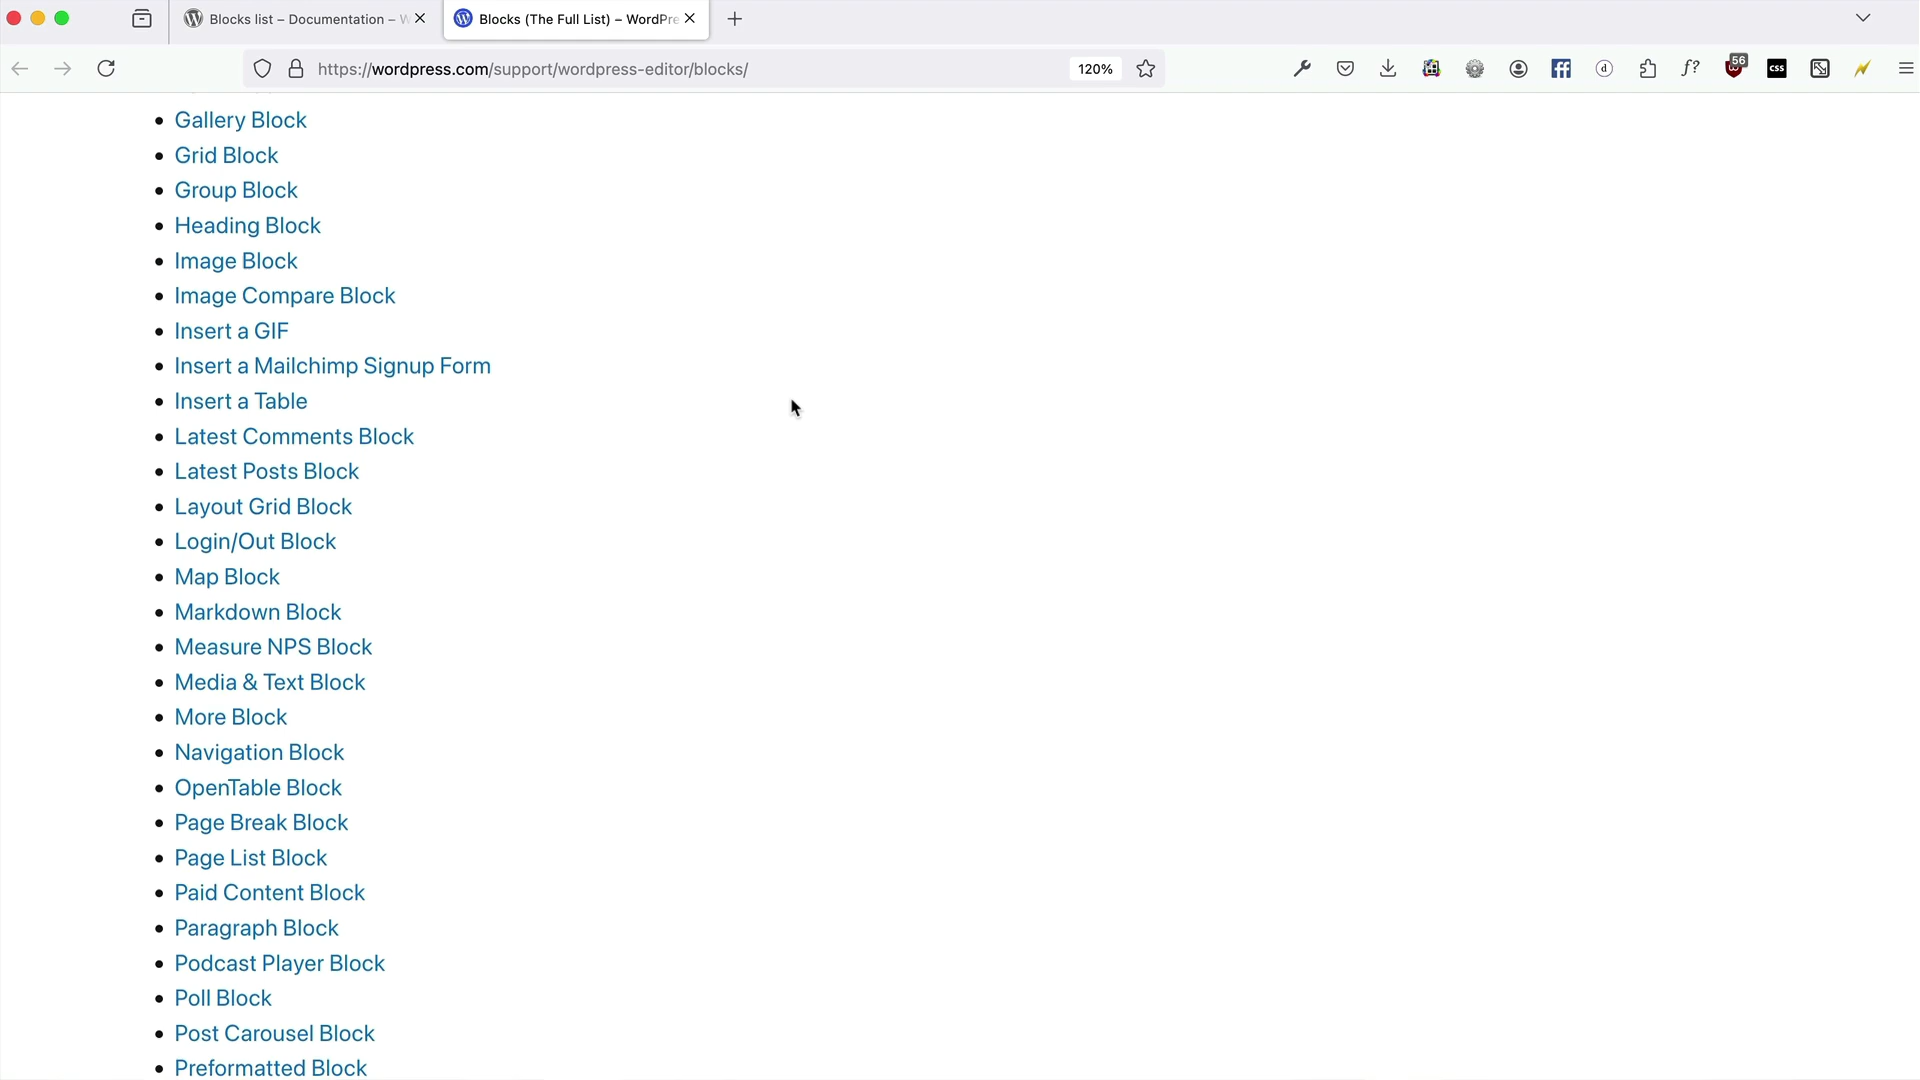 Blocks list – Documentation – W
Blocks (The Full List) – WordPre
https://wordpress.com/support/wordpress-editor/blocks/
120%
d
f?
56
css
Gallery Block
Grid Block
Group Block
Heading Block
Image Block
Image Compare Block
Insert a GIF
Insert a Mailchimp Signup Form
Insert a Table
Latest Comments Block
Latest Posts Block
Layout Grid Block
Login/Out Block
Map Block
Markdown Block
Measure NPS Block
Media & Text Block
More Block
Navigation Block
OpenTable Block
Page Break Block
Page List Block
Paid Content Block
Paragraph Block
Podcast Player Block
Poll Block
Post Carousel Block
Preformatted Block